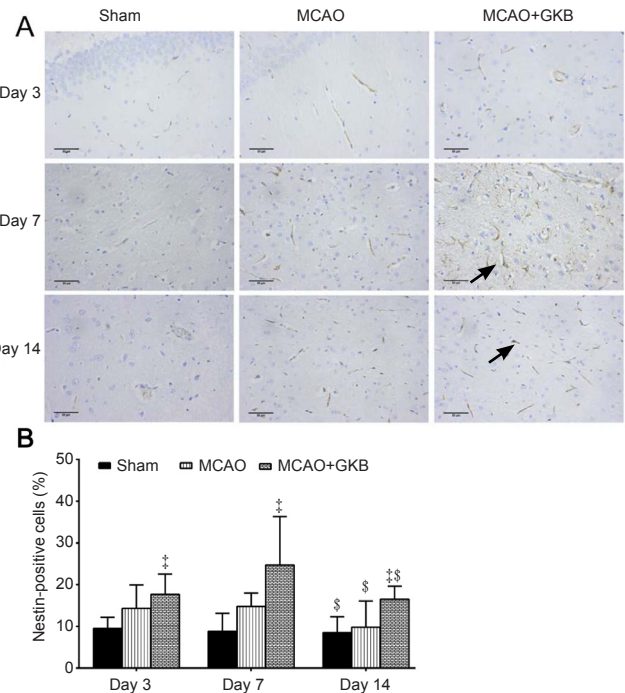 A
Sham MCAO MCAO+GKB
Day 3
Day 7
Day 14
B
Nestin-positive cells (%)
50
40
30
20
10
0
Sham MCAO MCAO+GKB
‡ ‡ $ $ ‡$
Day 3 Day 7 Day 14